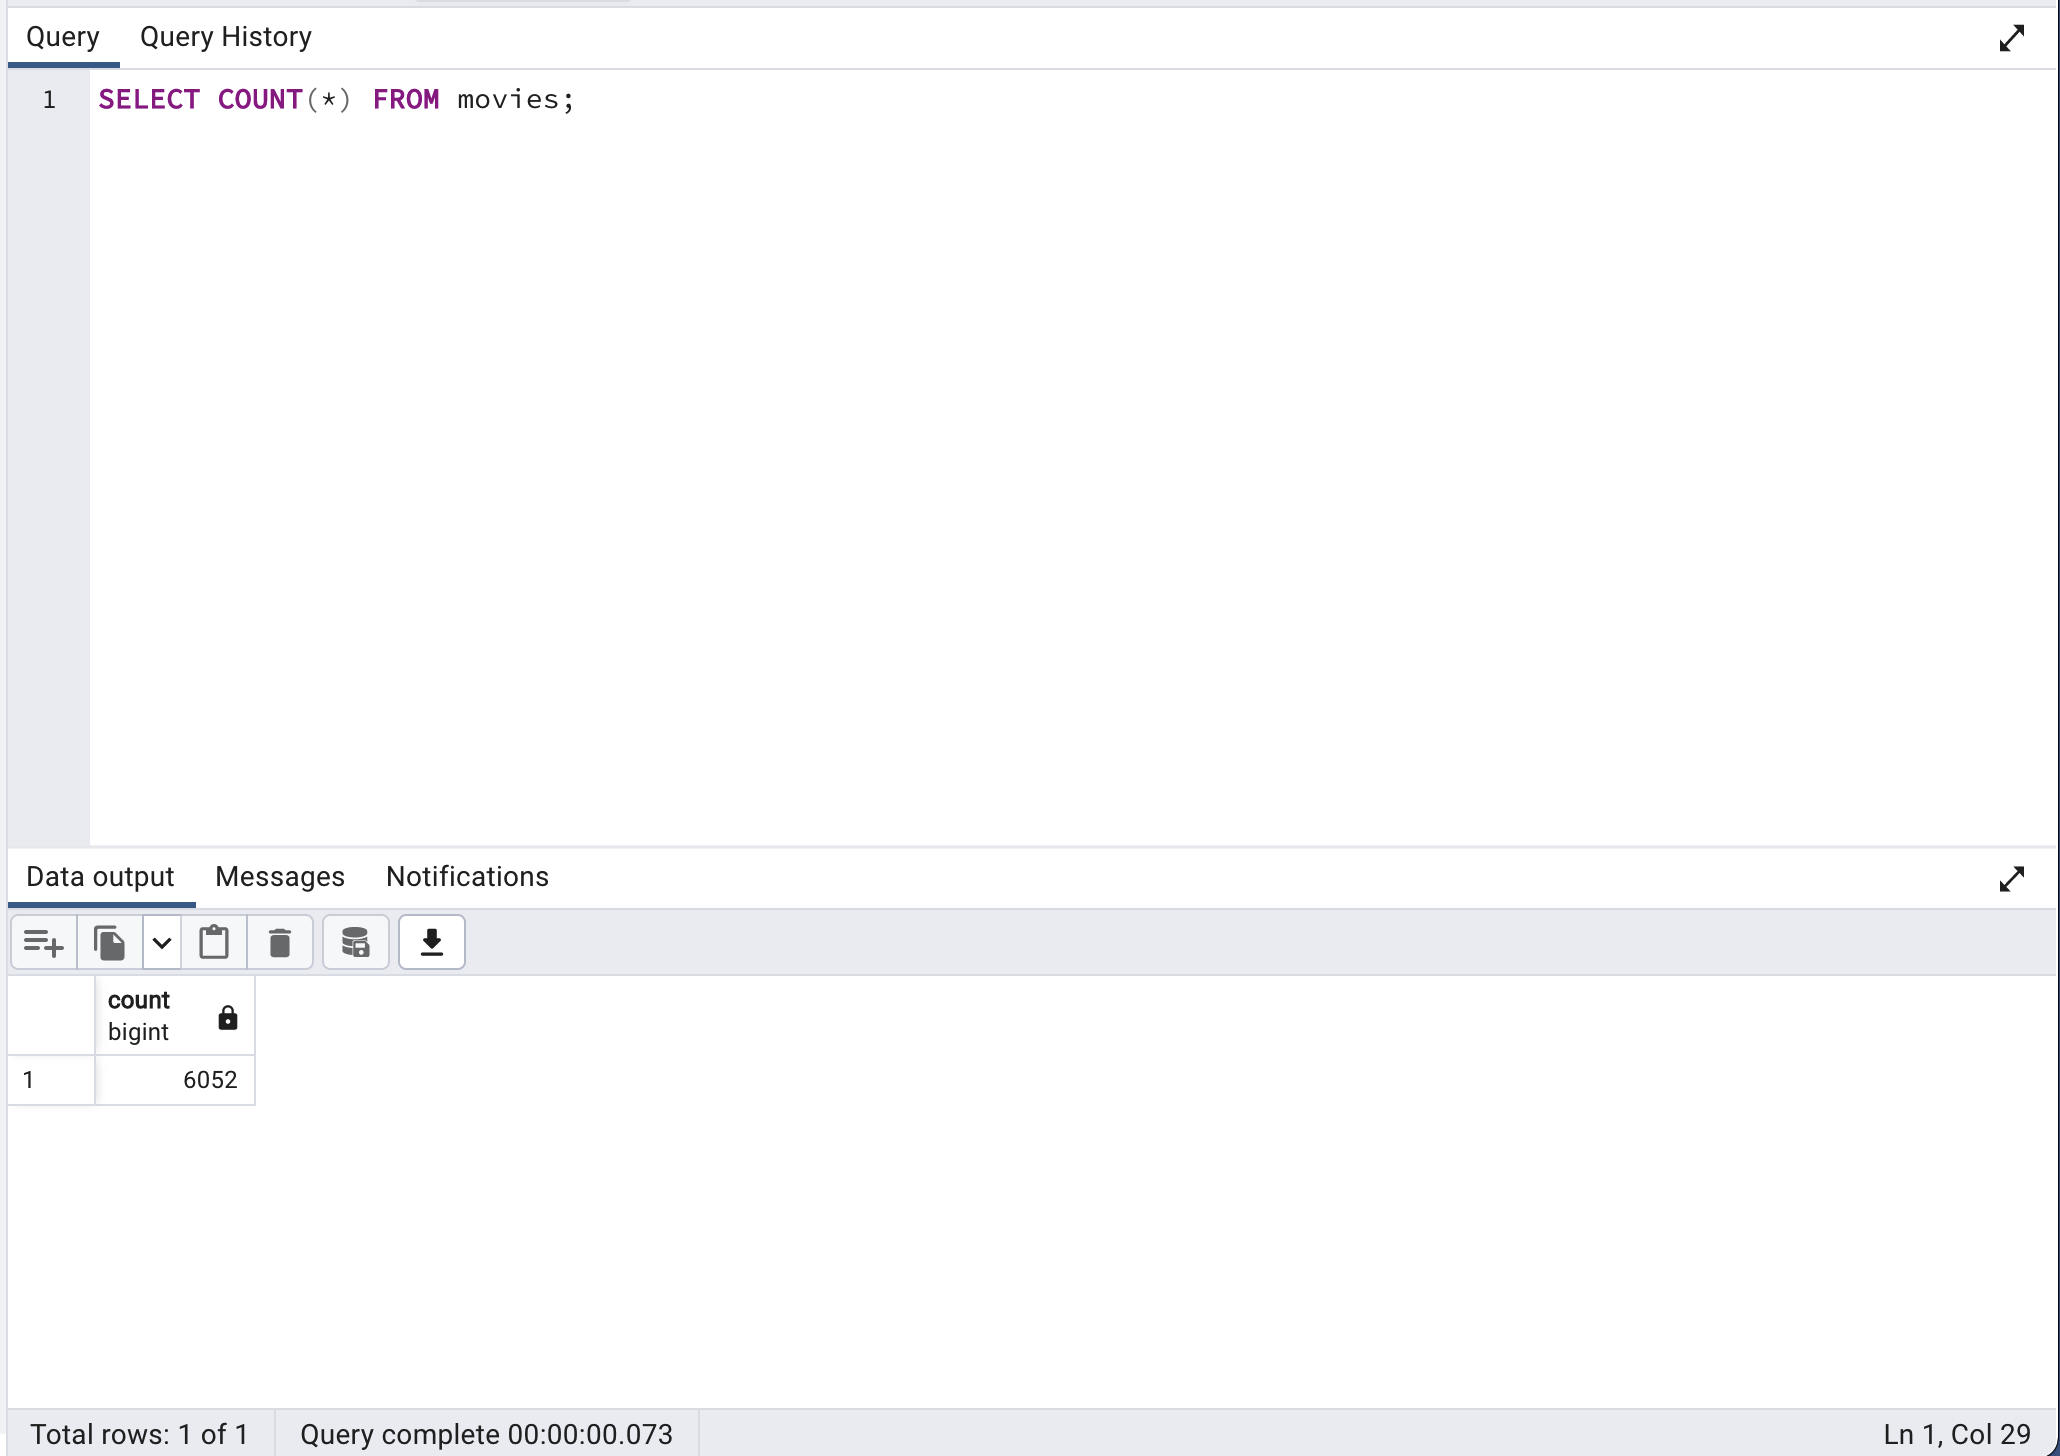 Query Query History
1 SELECT COUNT(*) FROM movies;
Data output Messages Notifications
count
bigint
1 6052
Total rows: 1 of 1 Query complete 00:00:00.073 Ln 1, Col 29